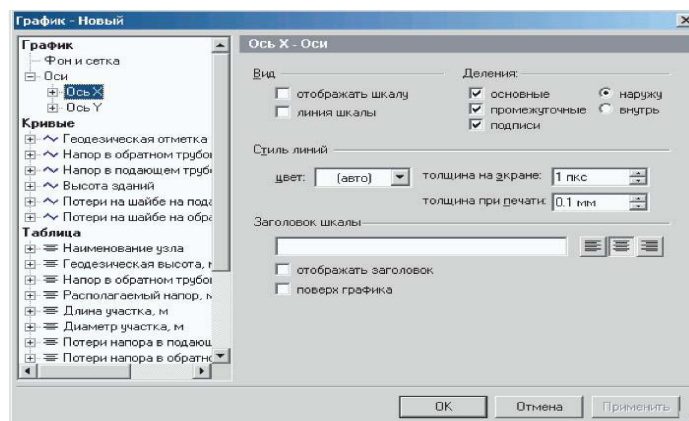 График - Новый
График
Фон и сетка
Оси
Ось X
Ось Y
Кривые
Геодезическая отметка
Напор в обратном трубо
Напор в подающем труб
Высота зданий
Потери на шайбе на под
Потери на шайбе на обра
Таблица
Наименование узла
Геодезическая высота,
Напор в обратном трубо
Располагаемый напор, м
Длина участка, м
Диаметр участка, м
Потери напора в подающ
Потери напора в обратн
Ось X - Оси
Вид
отображать шкалу
линия шкалы
Деления:
основные
промежуточные
подписи
наружу
внутрь
Стиль линий
цвет: (авто)
толщина на экране: 1 пкс
толщина при печати: 0.1 мм
Заголовок шкалы
отображать заголовок
поверх графика
OK Отмена Применить